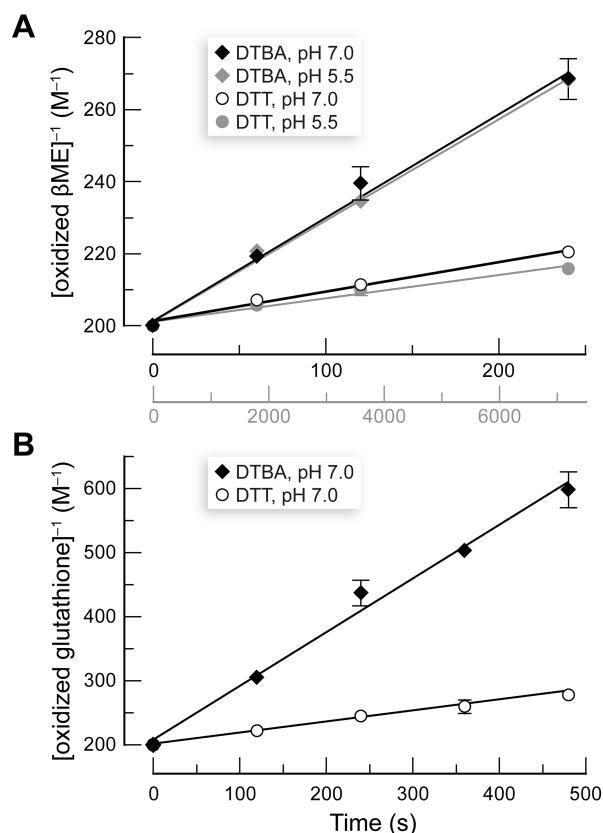 A
280
260
240
220
200
[oxidized βME]⁻¹ (M⁻¹)
DTBA, pH 7.0
DTBA, pH 5.5
DTT, pH 7.0
DTT, pH 5.5
0 100 200
0 2000 4000 6000
B
600
500
400
300
200
[oxidized glutathione]⁻¹ (M⁻¹)
DTBA, pH 7.0
DTT, pH 7.0
0 100 200 300 400 500
Time (s)